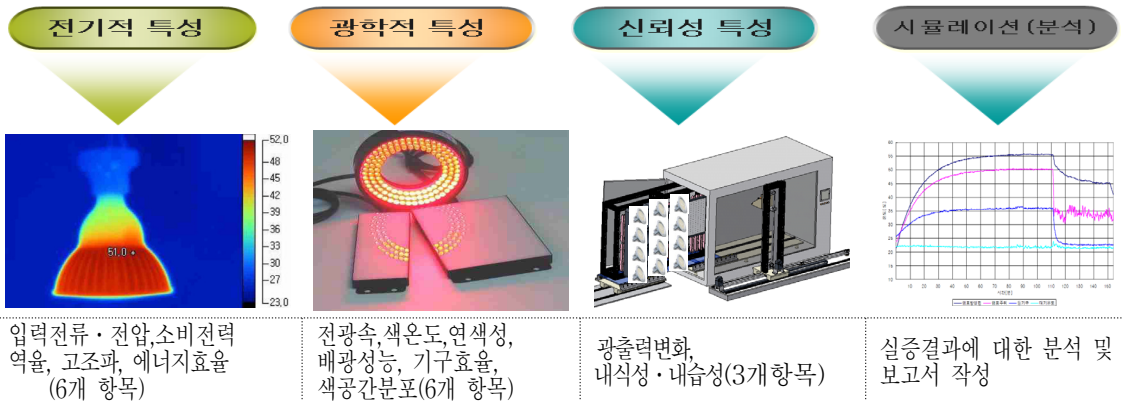 전기적 특성
광학적 특성
신뢰성 특성
시뮬레이션(분석)
52,0
48
45
42
39
36
33
30
27
23,0
51,0
입력전류·전압,소비전력
역율, 고조파, 에너지효율
(6개 항목)
전광속,색온도,연색성,
배광성능, 기구효율,
색공간분포(6개 항목)
광출력변화,
내식성·내습성(3개항목)
실증결과에 대한 분석 및
보고서 작성